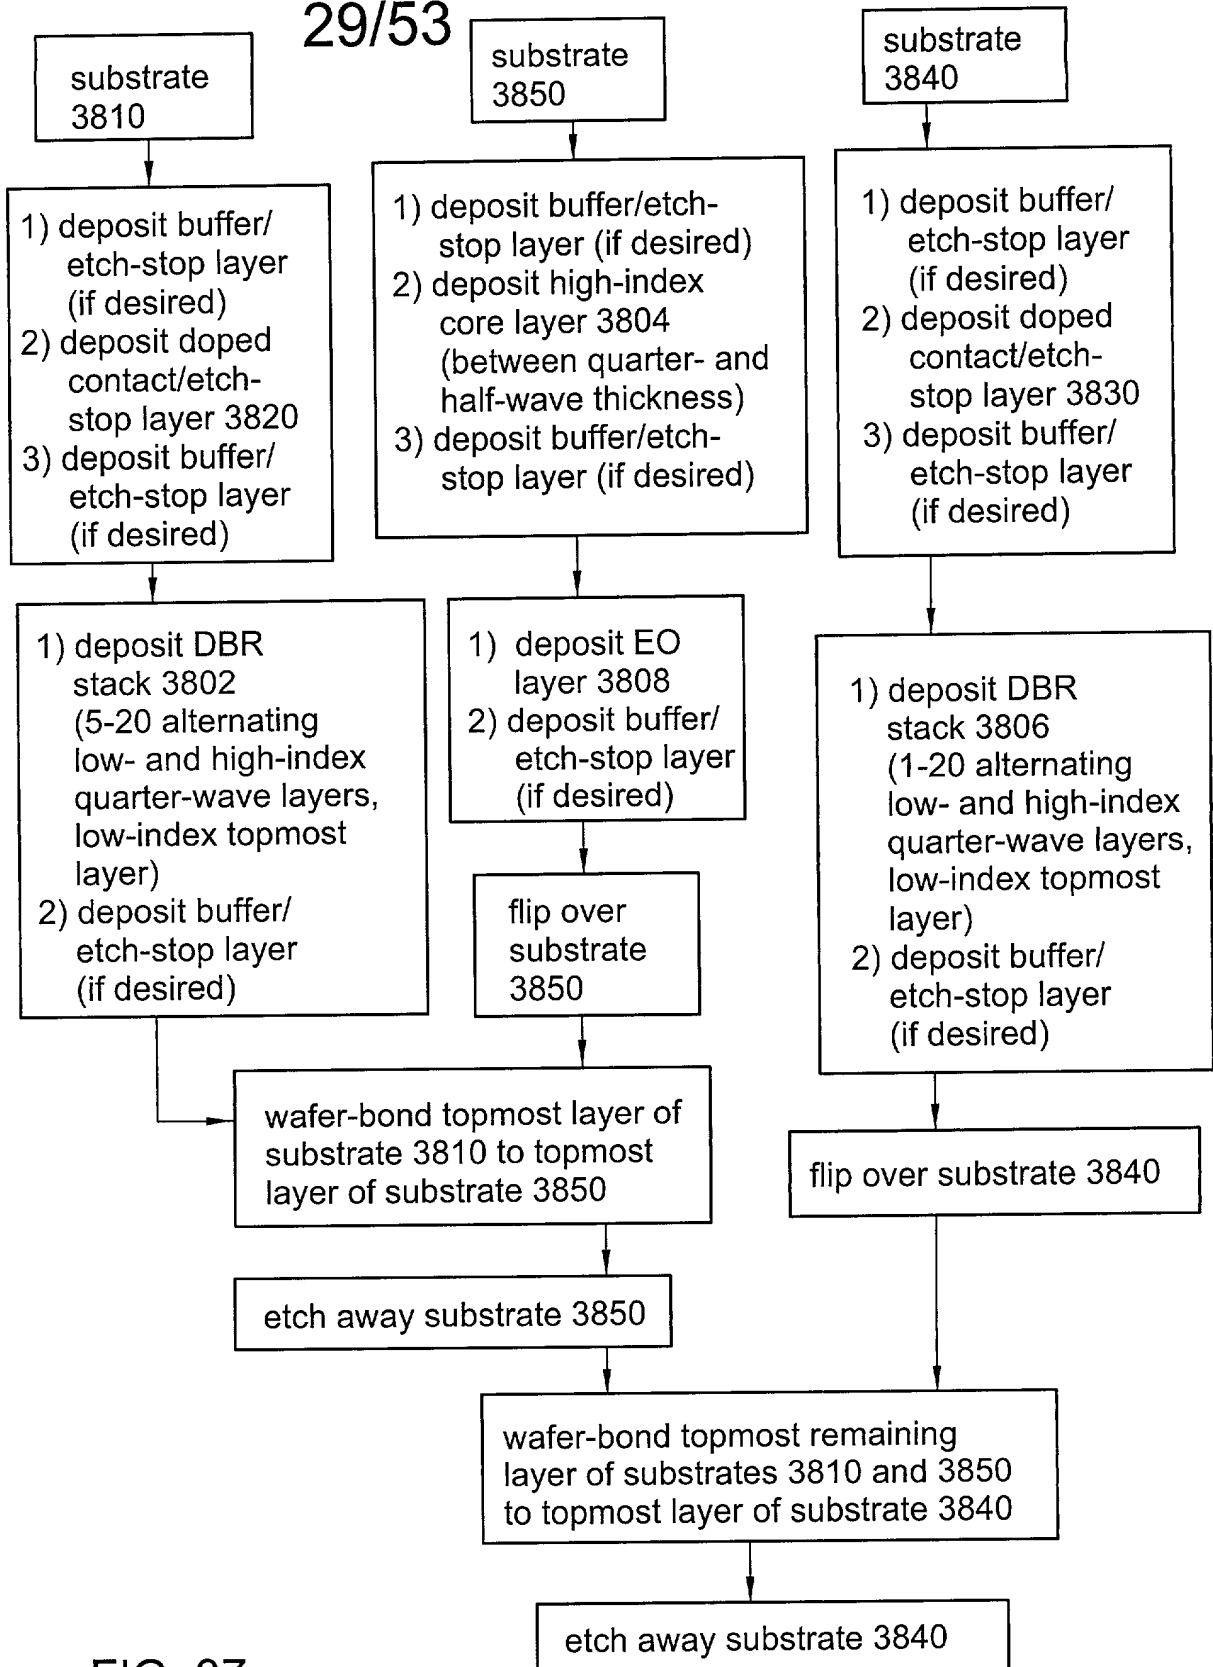 29/53
substrate
3810
substrate
3850
substrate
3840
1) deposit buffer/
etch-stop layer
(if desired)
2) deposit doped
contact/etch-
stop layer 3820
3) deposit buffer/
etch-stop layer
(if desired)
1) deposit buffer/etch-
stop layer (if desired)
2) deposit high-index
core layer 3804
(between quarter- and
half-wave thickness)
3) deposit buffer/etch-
stop layer (if desired)
1) deposit buffer/
etch-stop layer
(if desired)
2) deposit doped
contact/etch-
stop layer 3830
3) deposit buffer/
etch-stop layer
(if desired)
1) deposit DBR
stack 3802
(5-20 alternating
low- and high-index
quarter-wave layers,
low-index topmost
layer)
2) deposit buffer/
etch-stop layer
(if desired)
1) deposit EO
layer 3808
2) deposit buffer/
etch-stop layer
(if desired)
1) deposit DBR
stack 3806
(1-20 alternating
low- and high-index
quarter-wave layers,
low-index topmost
layer)
2) deposit buffer/
etch-stop layer
(if desired)
flip over
substrate
3850
wafer-bond topmost layer of
substrate 3810 to topmost
layer of substrate 3850
flip over substrate 3840
etch away substrate 3850
wafer-bond topmost remaining
layer of substrates 3810 and 3850
to topmost layer of substrate 3840
etch away substrate 3840
FIG.